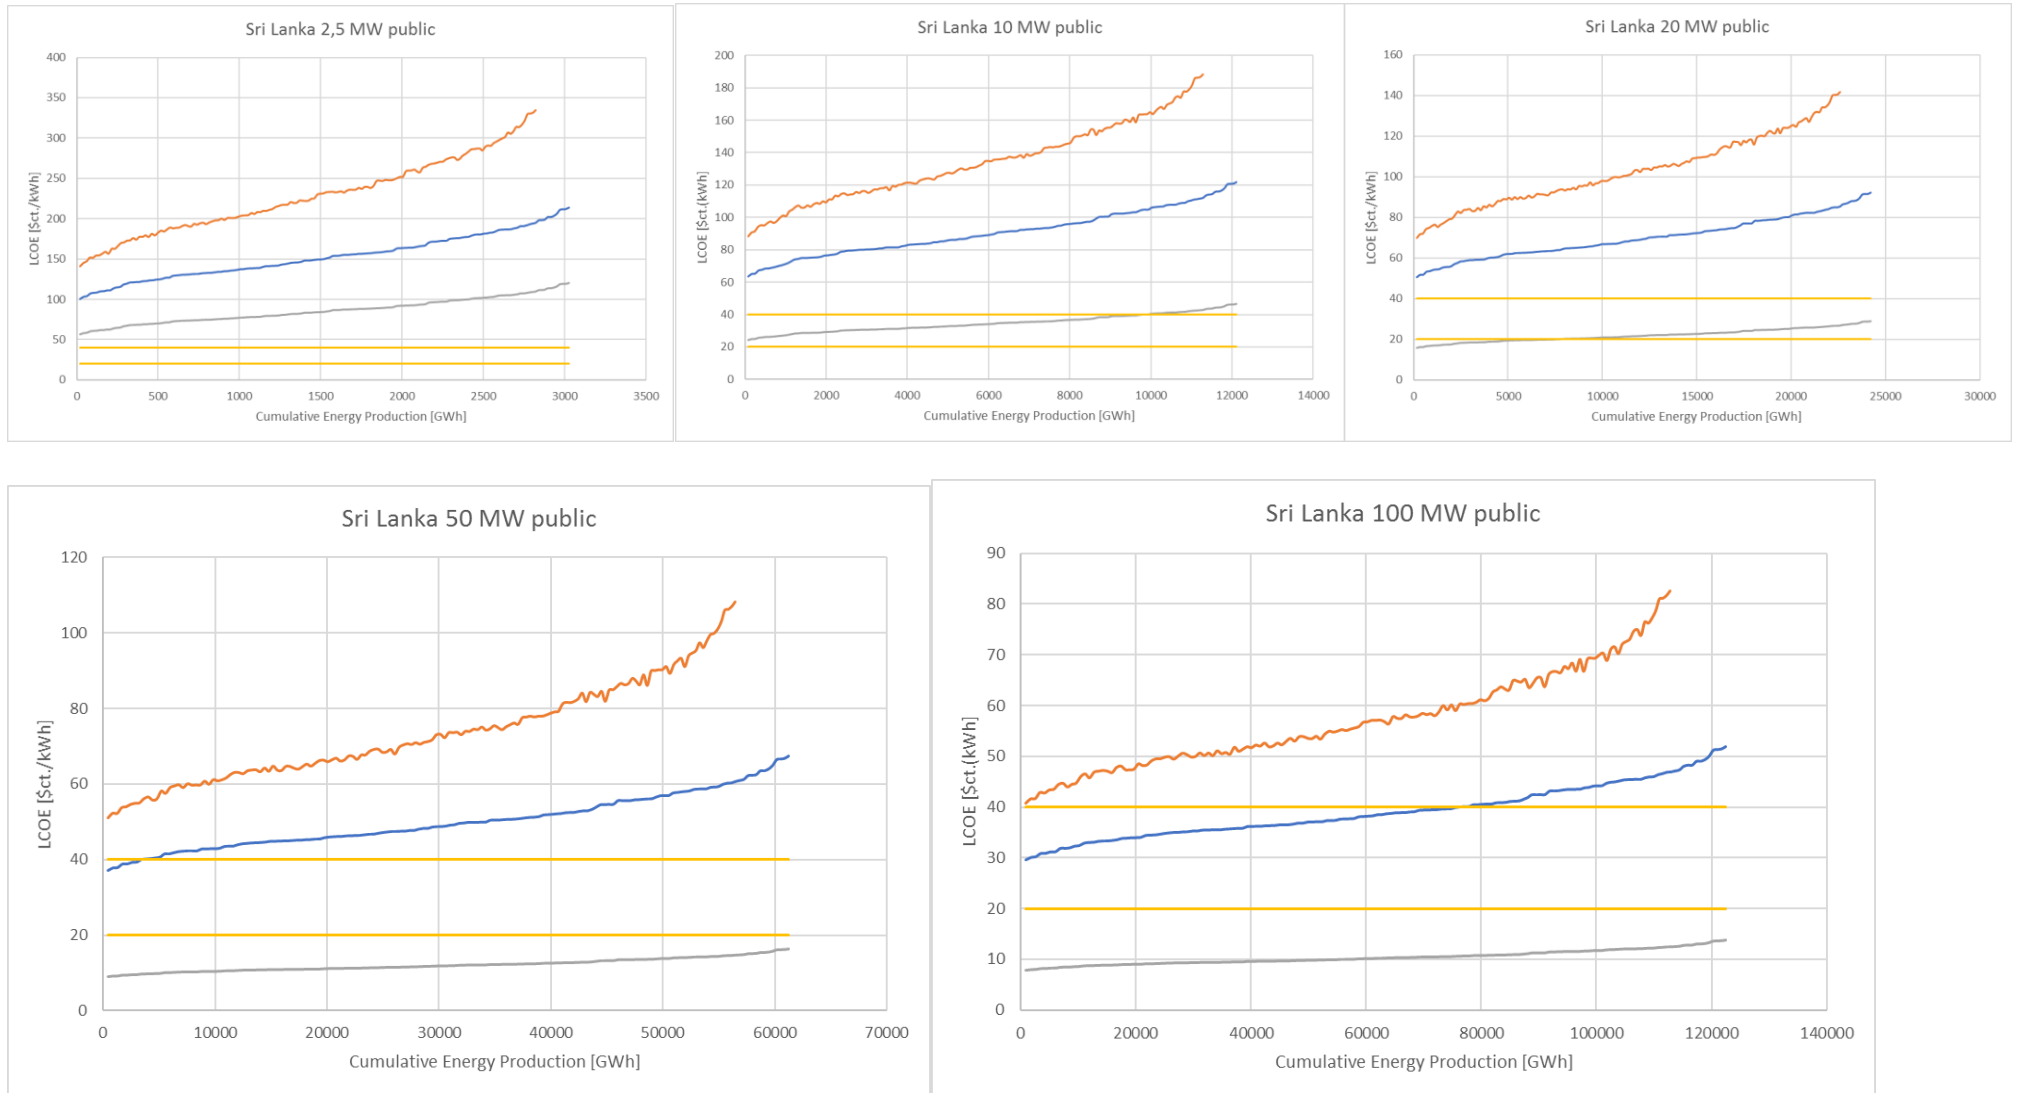 Sri Lanka 2,5 MW public
400
350
300
250
200
150
100
50
0
LCOE [$ct./kWh]
0 500 1000 1500 2000 2500 3000 3500
Cumulative Energy Production [GWh]
Sri Lanka 10 MW public
200
180
160
140
120
100
80
60
40
20
0
LCOE [$ct.(kWh]
0 2000 4000 6000 8000 10000 12000 14000
Cumulative Energy Production [GWh]
Sri Lanka 20 MW public
160
140
120
100
80
60
40
20
0
LCOE [$ct./kWh]
0 5000 10000 15000 20000 25000 30000
Cumulative Energy Production [GWh]
Sri Lanka 50 MW public
120
100
80
60
40
20
0
LCOE [$ct./kWh]
0 10000 20000 30000 40000 50000 60000 70000
Cumulative Energy Production [GWh]
Sri Lanka 100 MW public
90
80
70
60
50
40
30
20
10
0
LCOE [$ct.(kWh]
0 20000 40000 60000 80000 100000 120000 140000
Cumulative Energy Production [GWh]